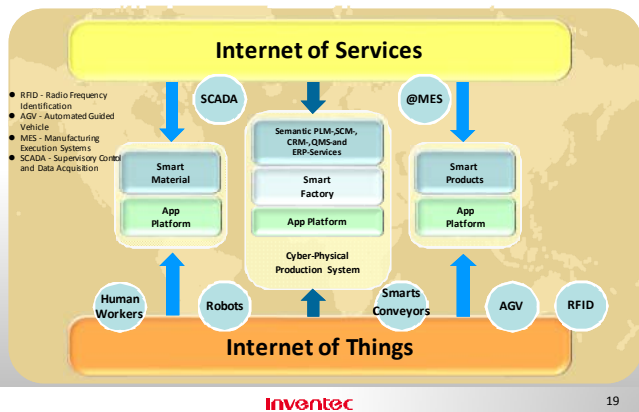 Internet of Services
● RFID - Radio Frequency
Identification
● AGV - Automated Guided
Vehicle
● MES - Manufacturing
Execution Systems
● SCADA - Supervisory Control
and Data Acquisition
SCADA
@MES
Smart
Material
App
Platform
Semantic PLM-,SCM-,
CRM-,QMS-and
ERP-Services
Smart
Factory
App Platform
Cyber-Physical
Production System
Smart
Products
App
Platform
Human
Workers
Robots
Smarts
Conveyors
AGV
RFID
Internet of Things
Inventec
19